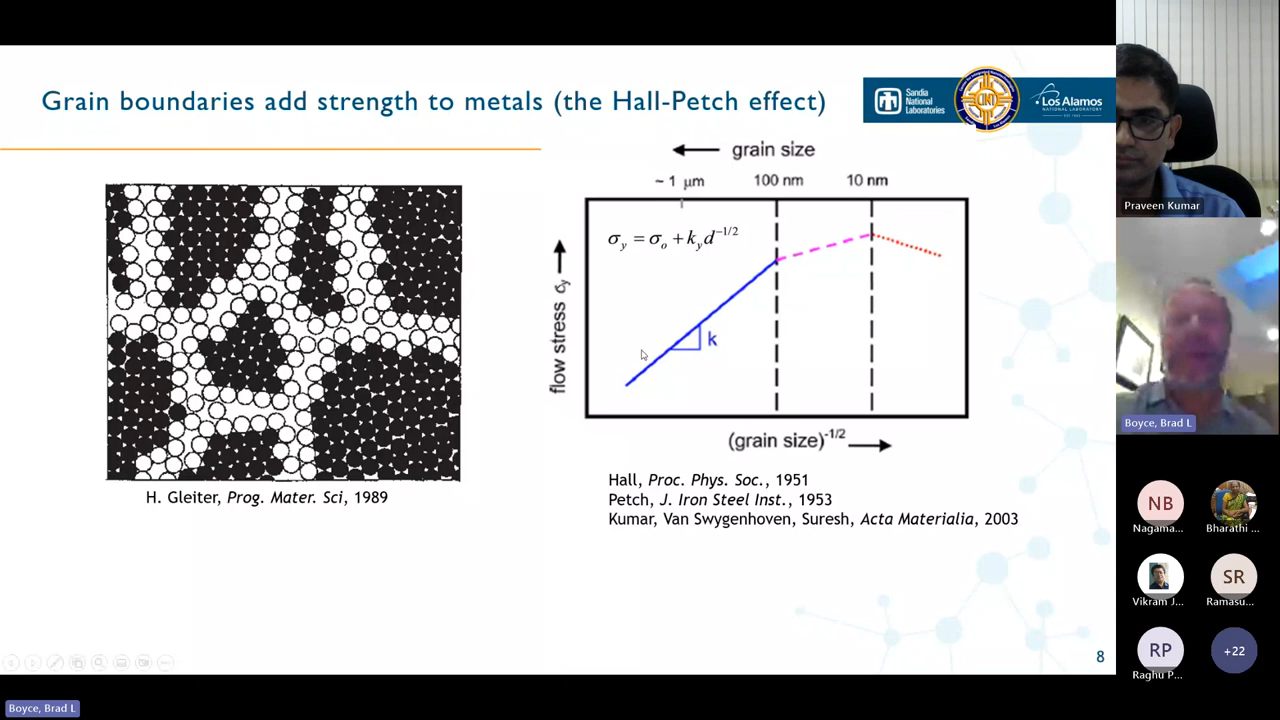 Grain boundaries add strength to metals (the Hall-Petch effect)
Sandia
National
Laboratories
CINT
Los Alamos
NATIONAL LABORATORY
grain size
~ 1 μm 100 nm 10 nm
σy = σo + kyd−1/2
k
flow stress σy
(grain size)-1/2
H. Gleiter, Prog. Mater. Sci, 1989
Hall, Proc. Phys. Soc., 1951
Petch, J. Iron Steel Inst., 1953
Kumar, Van Swygenhoven, Suresh, Acta Materialia, 2003
8
Boyce, Brad L
Praveen Kumar
Boyce, Brad L
NB
Nagama...
Bharathi ...
Vikram J...
SR
Ramasu...
RP
Raghu P...
+22